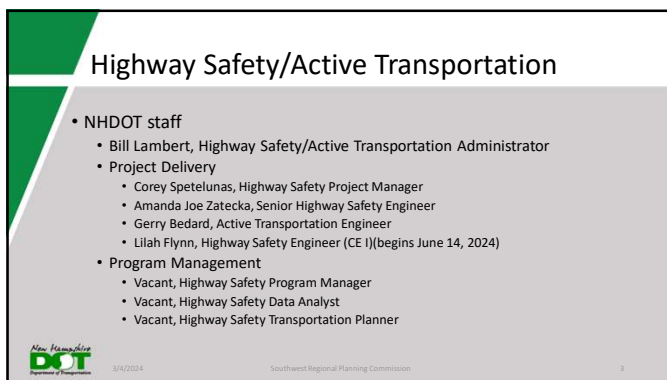 Highway Safety/Active Transportation
• NHDOT staff
• Bill Lambert, Highway Safety/Active Transportation Administrator
• Project Delivery
• Corey Spetelunas, Highway Safety Project Manager
• Amanda Joe Zatecka, Senior Highway Safety Engineer
• Gerry Bedard, Active Transportation Engineer
• Lilah Flynn, Highway Safety Engineer (CE I)(begins June 14, 2024)
• Program Management
• Vacant, Highway Safety Program Manager
• Vacant, Highway Safety Data Analyst
• Vacant, Highway Safety Transportation Planner
New Hampshire
DOT
Department of Transportation
3/4/2024
Southwest Regional Planning Commission
3